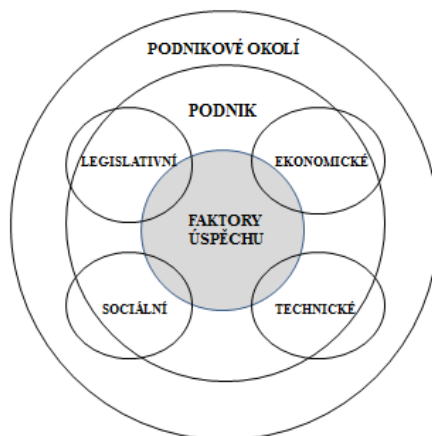 PODNIKOVÉ OKOLÍ
PODNIK
LEGISLATIVNÍ
EKONOMICKÉ
FAKTORY
ÚSPĚCHU
SOCIÁLNÍ
TECHNICKÉ